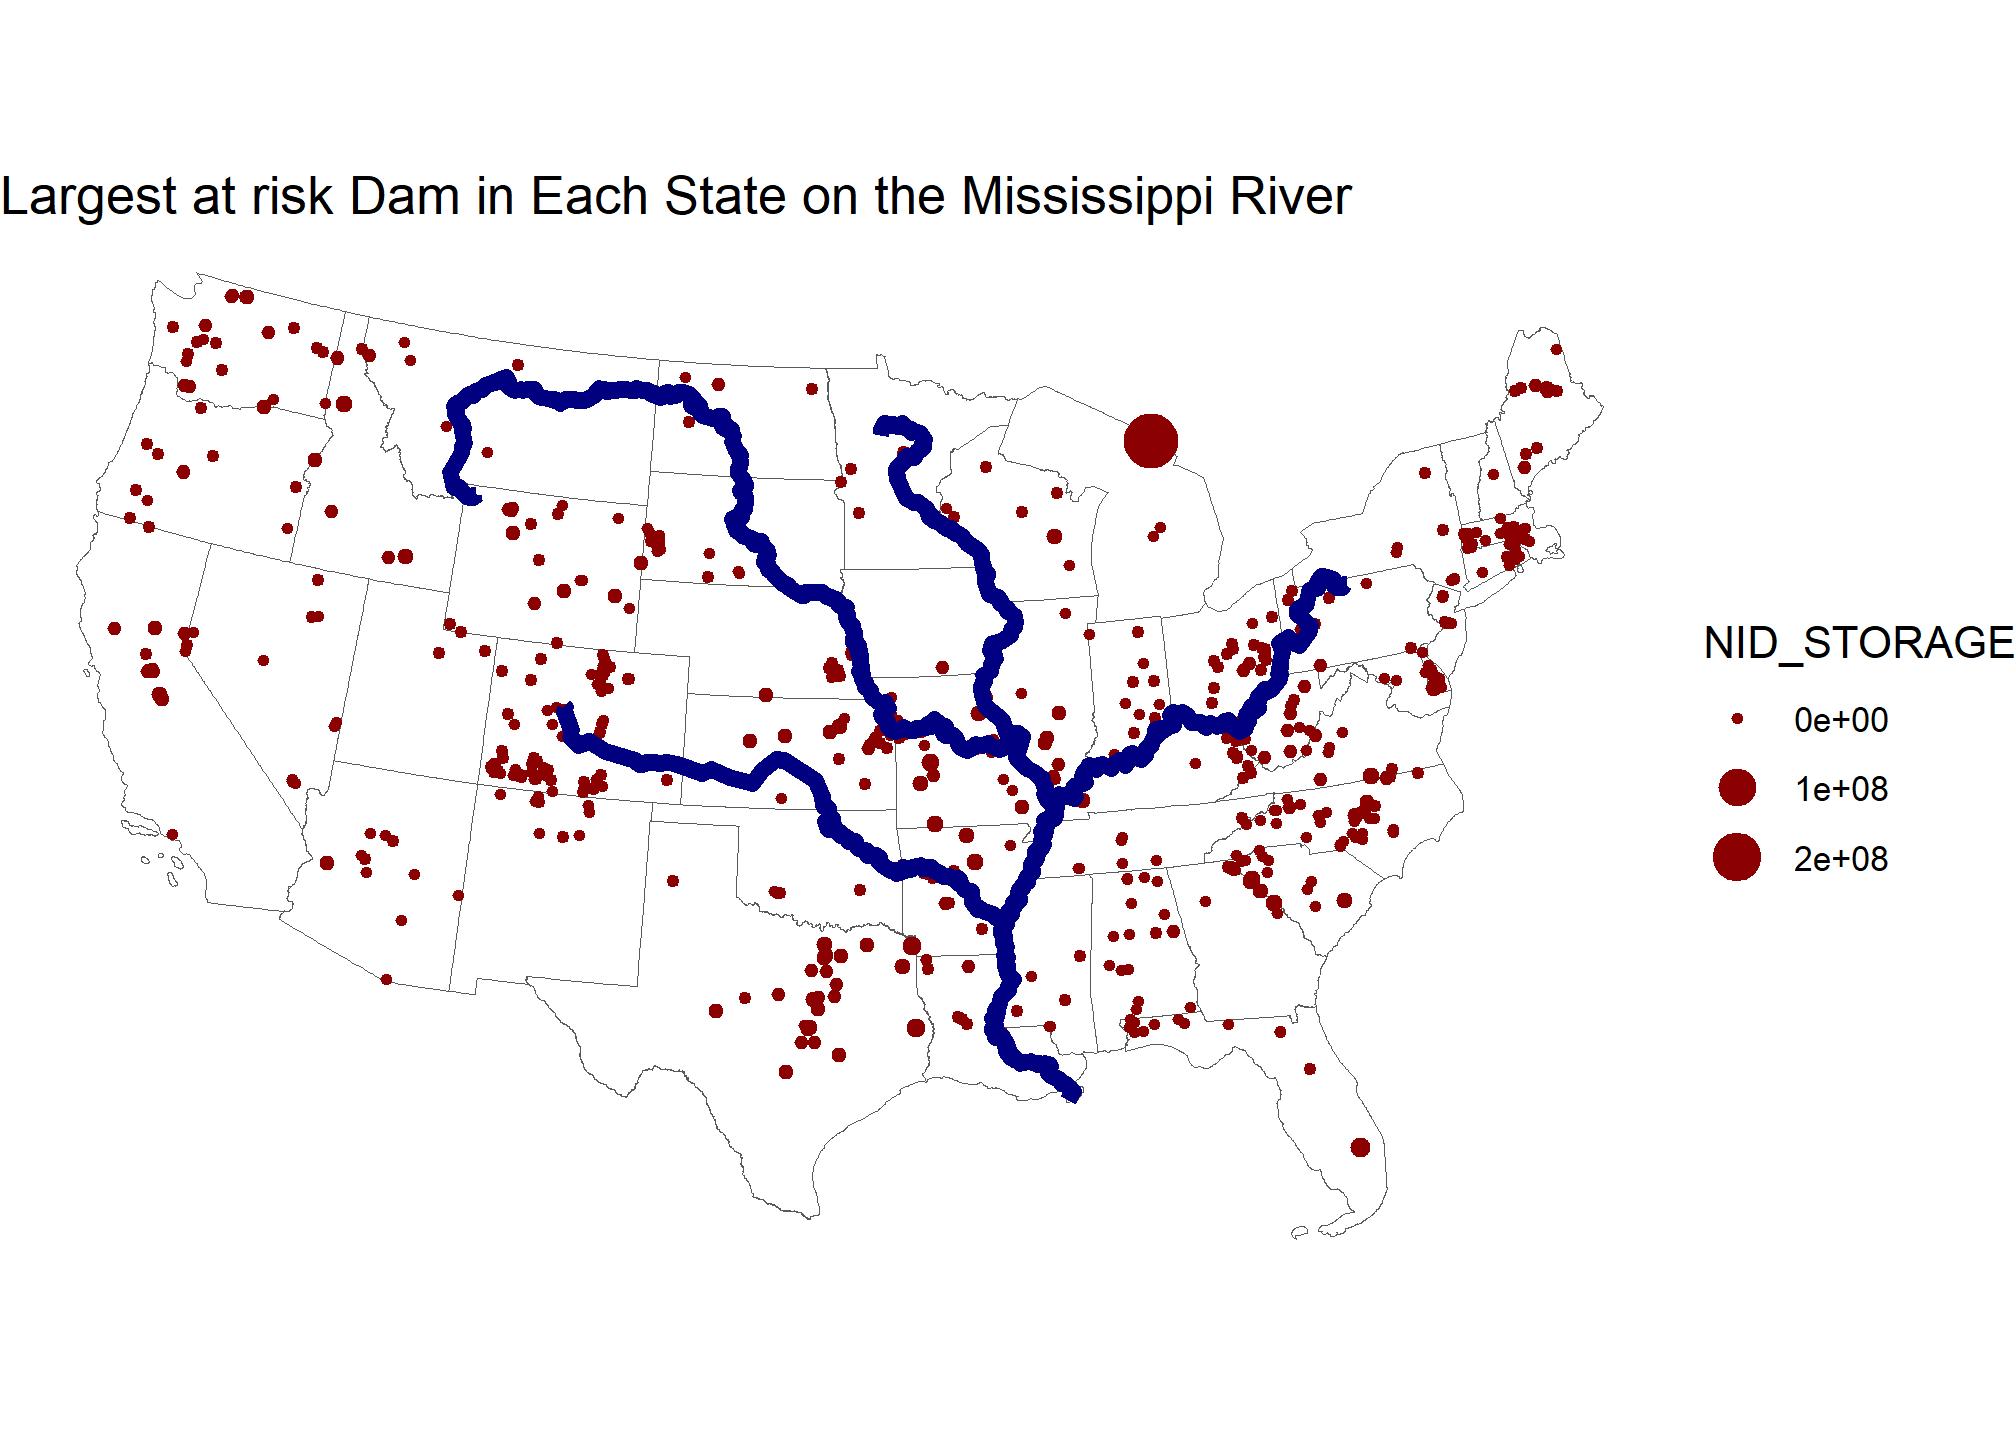 Largest at risk Dam in Each State on the Mississippi River
NID_STORAGE
0e+00
1e+08
2e+08